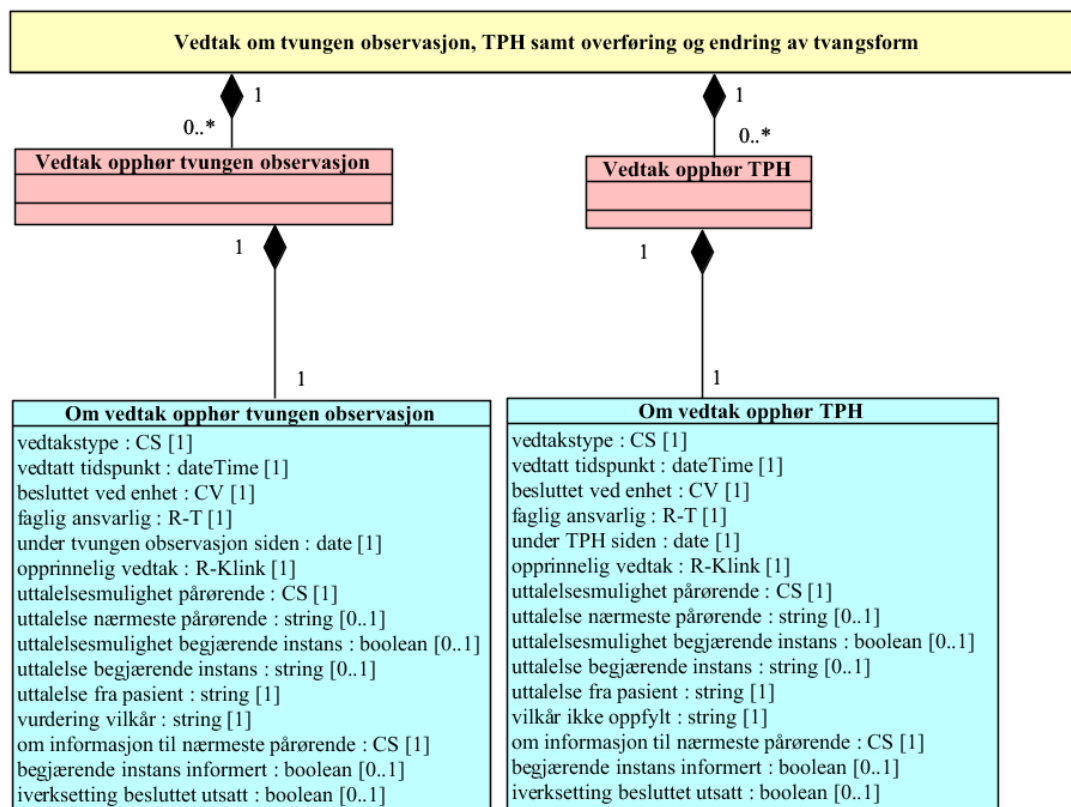 Vedtak om tvungen observasjon, TPH samt overføring og endring av tvangsform
1
0..*
Vedtak opphør tvungen observasjon
1
1
Om vedtak opphør tvungen observasjon
vedtakstype : CS [1]
vedtatt tidspunkt : dateTime [1]
besluttet ved enhet : CV [1]
faglig ansvarlig : R-T [1]
under tvungen observasjon siden : date [1]
opprinnelig vedtak : R-Klink [1]
uttalelsesmulighet pårørende : CS [1]
uttalelse nærmeste pårørende : string [0..1]
uttalelsesmulighet begjærende instans : boolean [0..1]
uttalelse begjærende instans : string [0..1]
uttalelse fra pasient : string [1]
vurdering vilkår : string [1]
om informasjon til nærmeste pårørende : CS [1]
begjærende instans informert : boolean [0..1]
iverksetting besluttet utsatt : boolean [0..1]
1
0..*
Vedtak opphør TPH
1
1
Om vedtak opphør TPH
vedtakstype : CS [1]
vedtatt tidspunkt : dateTime [1]
besluttet ved enhet : CV [1]
faglig ansvarlig : R-T [1]
under TPH siden : date [1]
opprinnelig vedtak : R-Klink [1]
uttalelsesmulighet pårørende : CS [1]
uttalelse nærmeste pårørende : string [0..1]
uttalelsesmulighet begjærende instans : boolean [0..1]
uttalelse begjærende instans : string [0..1]
uttalelse fra pasient : string [1]
vilkår ikke oppfylt : string [1]
om informasjon til nærmeste pårørende : CS [1]
begjærende instans informert : boolean [0..1]
iverksetting besluttet utsatt : boolean [0..1]